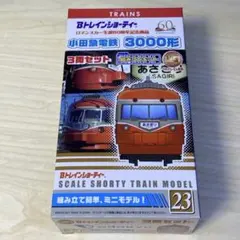 TRAINS
Bトレインショーティー
ロマンスカー生誕60周年記念商品
60
小田急電鉄 3000形
3両セット
あさぎり
SAGIRI
Bトレインショーティー
SCALE SHORTY TRAIN MODEL
組み立て簡単、ミニモデル!
23